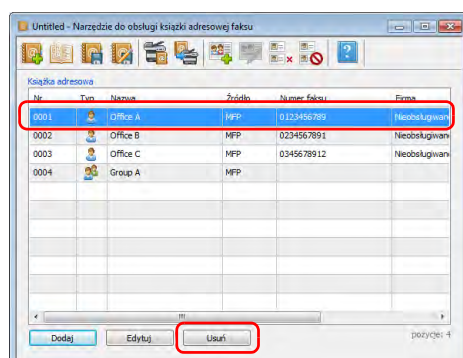 Untitled - Narzędzie do obsługi książki adresowej faksu
Książka adresowa
Nr Typ Nazwa Źródło Numer faksu Firma
0001 Office A MFP 0123456789 Nieobsługiwan
0002 Office B MFP 0234567891 Nieobsługiwan
0003 Office C MFP 0345678912 Nieobsługiwan
0004 Group A MFP
Dodaj Edytuj Usuń pozycje: 4